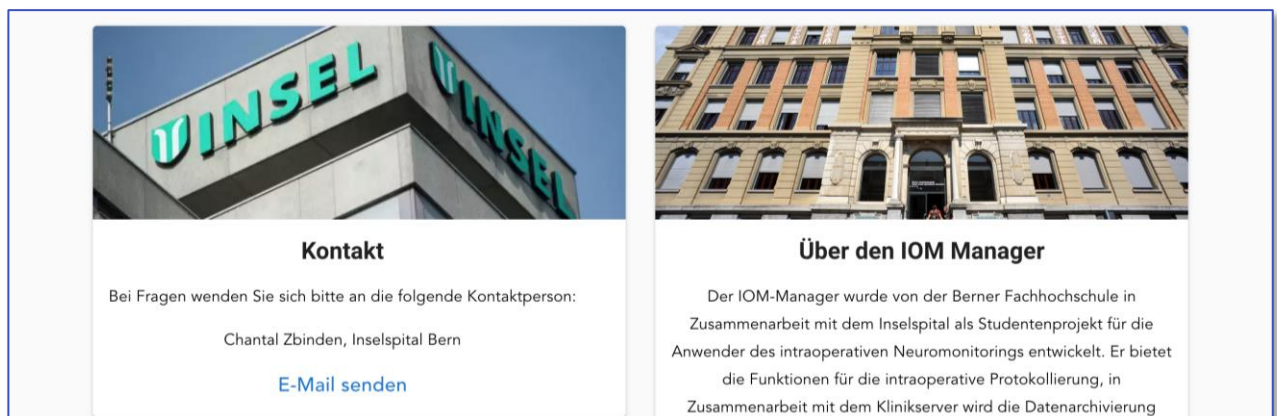 INSEL
INSEL
Kontakt
Bei Fragen wenden Sie sich bitte an die folgende Kontaktperson:
Chantal Zbinden, Inselspital Bern
E-Mail senden
Über den IOM Manager
Der IOM-Manager wurde von der Berner Fachhochschule in
Zusammenarbeit mit dem Inselspital als Studentenprojekt für die
Anwender des intraoperativen Neuromonitorings entwickelt. Er bietet
die Funktionen für die intraoperative Protokollierung, in
Zusammenarbeit mit dem Klinikserver wird die Datenarchivierung